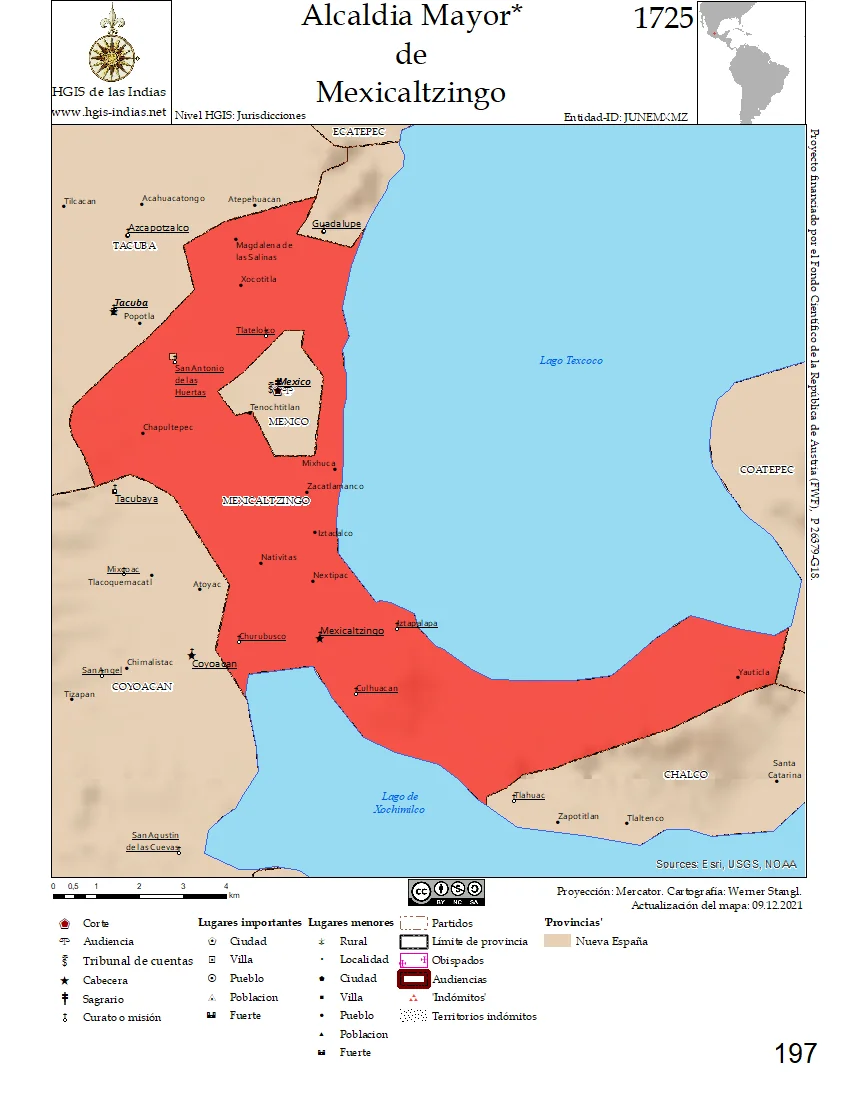 Alcaldia Mayor*
de
Mexicaltzingo
1725
HGIS de las Indias
www.hgis-indias.net
Nivel HGIS: Jurisdicciones
Entidad-ID: JUNEMXMZ
Proyecto financiado por el Fondo Científico de la República de Austria (FWF), P 26379-G18
ECATEPEC
Tilcacan
Acahuacatongo
Atepehuacan
Azcapotzalco
TACUBA
Guadalupe
Magdalena de
las Salinas
Xocotitla
Tacuba
Popotla
Tlatelolco
San Antonio
de las
Huertas
Mexico
Tenochtitlan
MEXICO
Chapultepec
Lago Texcoco
COATEPEC
Mixhuca
Zacatlamanco
MEXICALTZINGO
Tacubaya
Iztacalco
Nativitas
Nextipac
Mixcoac
Tlacoquemacatl
Atoyac
Iztapalapa
Mexicaltzingo
Churubusco
Coyoacan
Chimalistac
San Angel
COYOACAN
Tizapan
Culhuacan
Yauticla
CHALCO
Santa
Catarina
Lago de
Xochimilco
Tlahuac
Zapotitlan
Tlaltenco
San Agustin
de las Cuevas
Sources: Esri, USGS, NOAA
0 0,5 1 2 3 4
km
CC BY NC SA
Proyección: Mercator. Cartografía: Werner Stangl.
Actualización del mapa: 09.12.2021
Corte
Audiencia
Tribunal de cuentas
Cabecera
Sagrario
Curato o misión
Lugares importantes
Ciudad
Villa
Pueblo
Poblacion
Fuerte
Lugares menores
Rural
Localidad
Ciudad
Villa
Pueblo
Poblacion
Fuerte
Partidos
Límite de provincia
Obispados
Audiencias
'Indómitos'
Territorios indómitos
'Provincias'
Nueva España
197